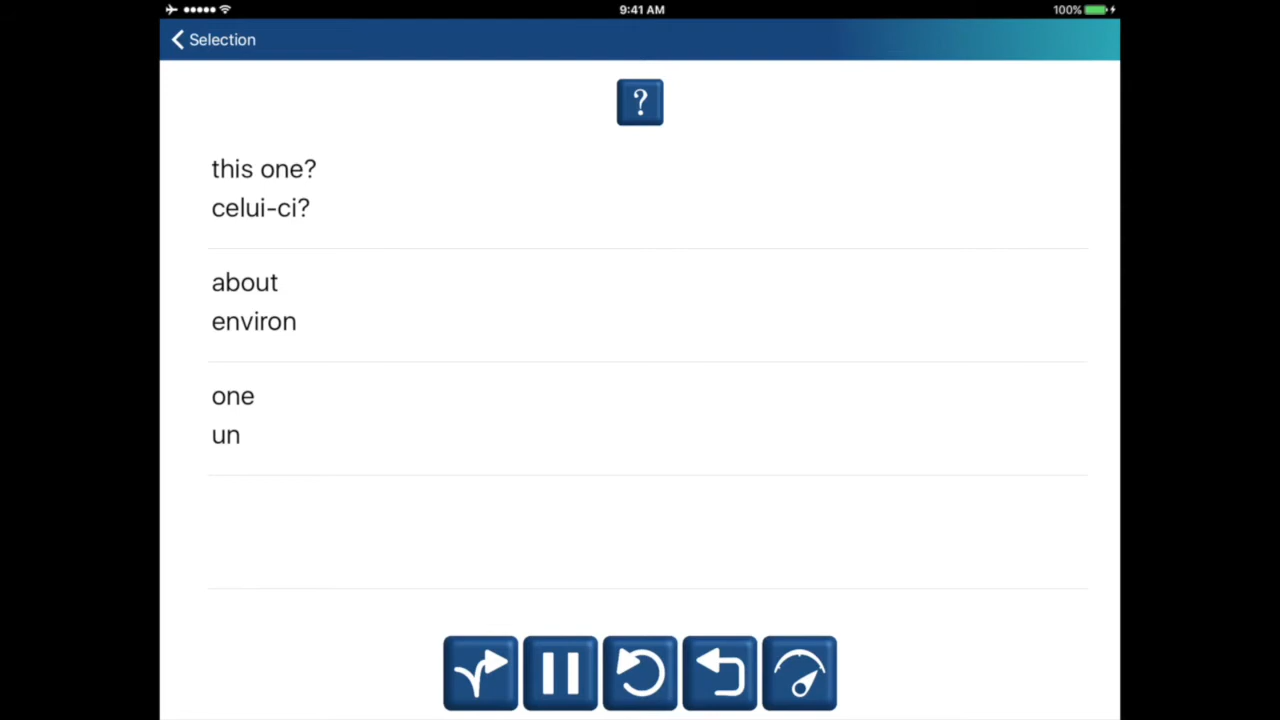 9:41 AM
100%
Selection
?
this one?
celui-ci?
about
environ
one
un